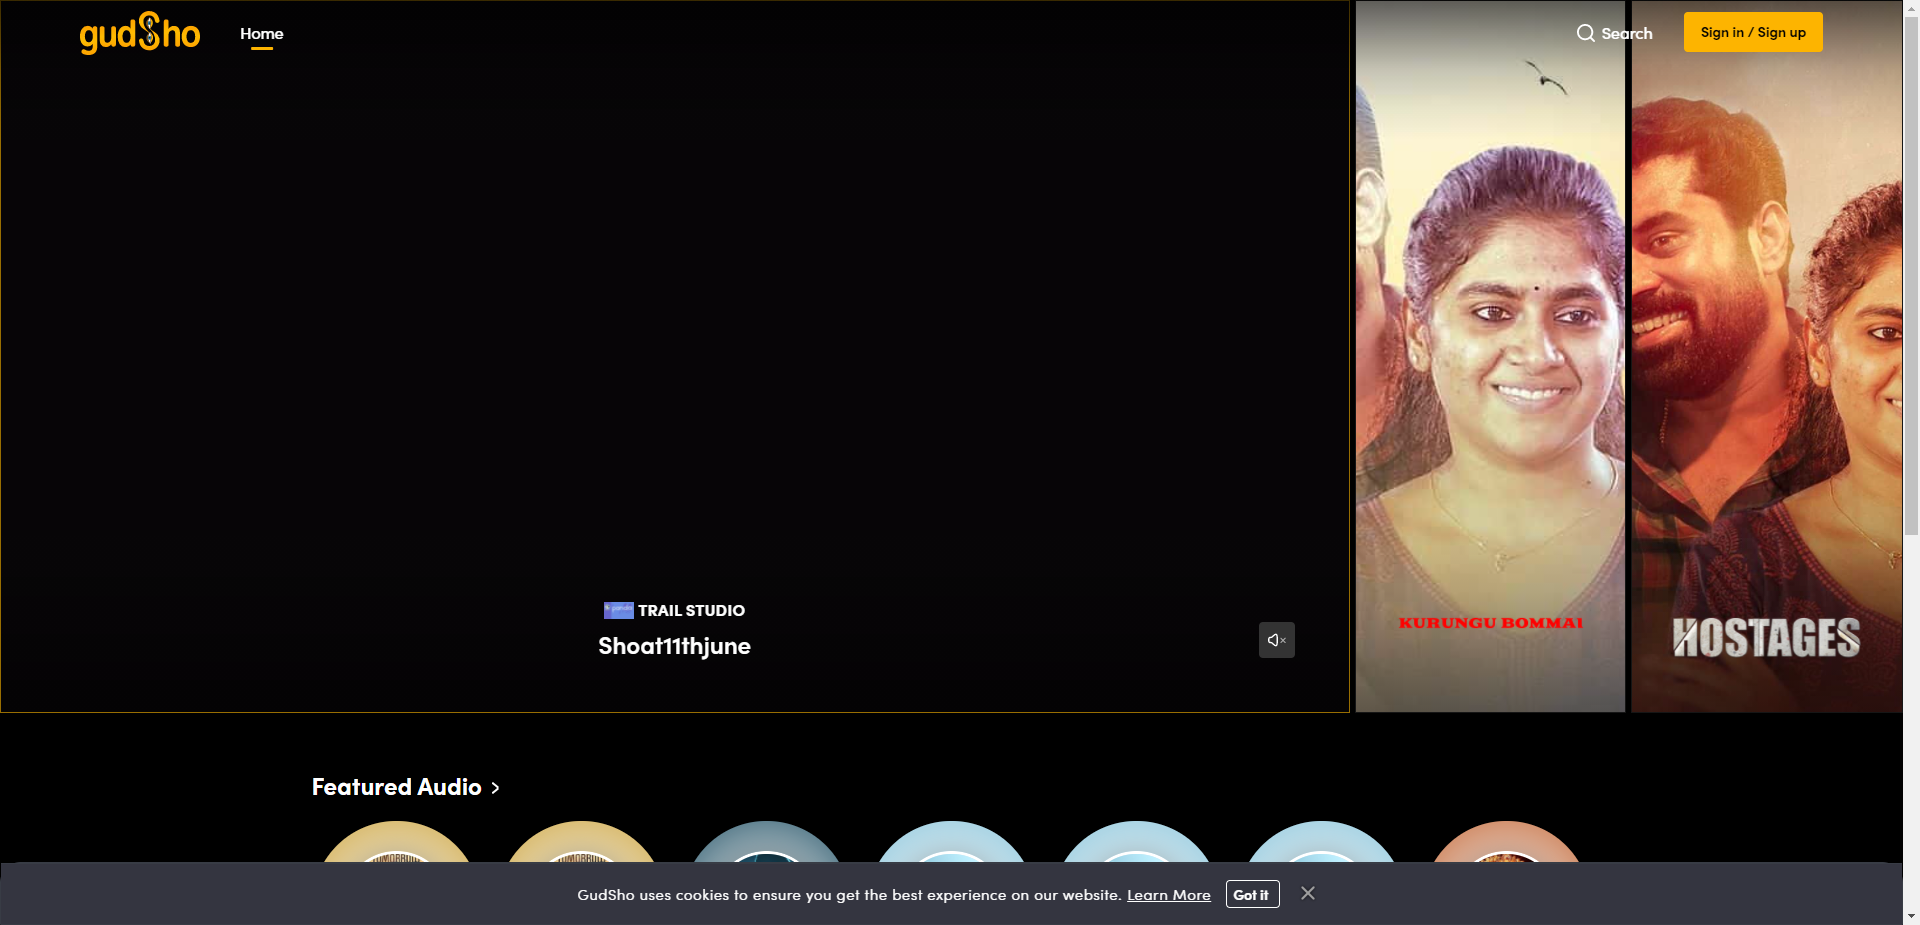 gudSho
Home
Search
Sign in / Sign up
TRAIL STUDIO
Shoat11thjune
KURUNGU BOMMAI
HOSTAGES
Featured Audio >
GudSho uses cookies to ensure you get the best experience on our website. Learn More
Got it